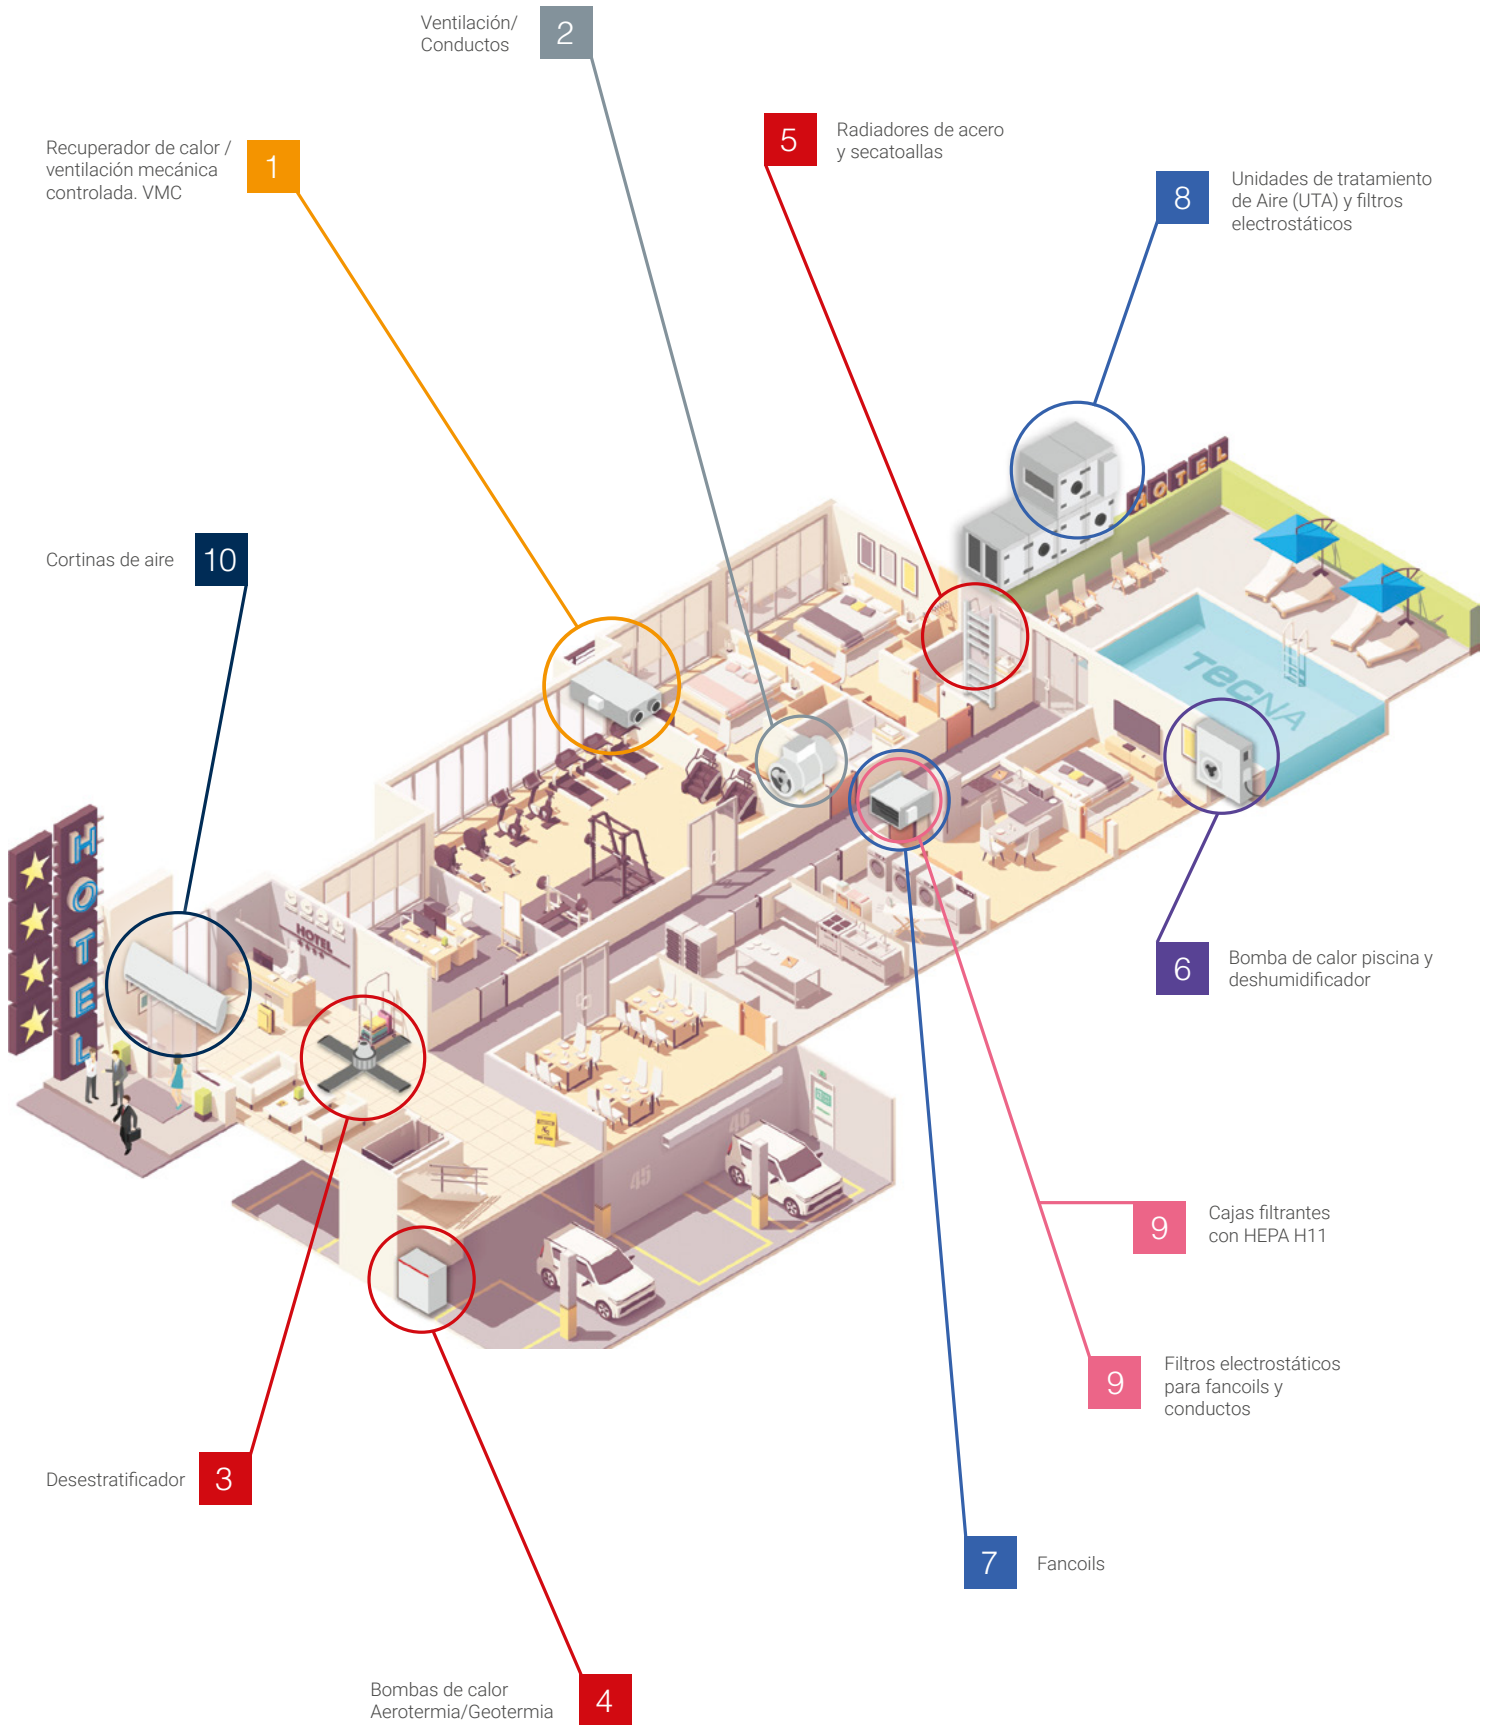 Ventilación/
Conductos
2
Recuperador de calor /
ventilación mecánica
controlada. VMC
1
5
Radiadores de acero
y secatoallas
8
Unidades de tratamiento
de Aire (UTA) y filtros
electrostáticos
HOTEL
Cortinas de aire
10
TECNA
HOTEL
HOTEL
6
Bomba de calor piscina y
deshumidificador
45
46
9
Cajas filtrantes
con HEPA H11
9
Filtros electrostáticos
para fancoils y
conductos
Desestratificador
3
7
Fancoils
Bombas de calor
Aerotermia/Geotermia
4